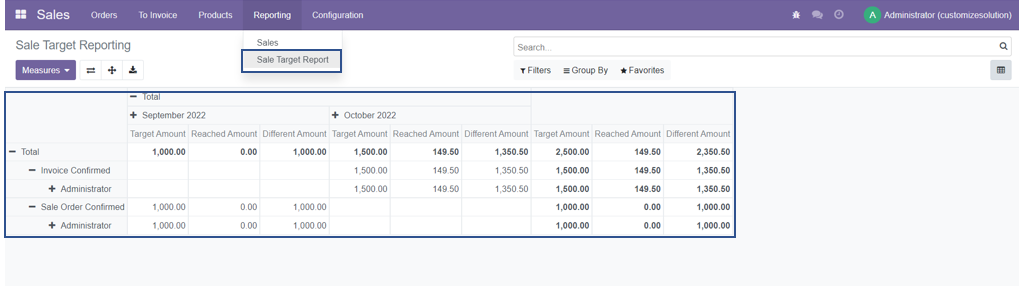 Sales Orders To Invoice Products Reporting Configuration A Administrator (customizesolution)
Sale Target Reporting
Sales
Search...
Sale Target Report
Measures
Filters Group By Favorites
Total
September 2022 October 2022
Target Amount Reached Amount Different Amount Target Amount Reached Amount Different Amount Target Amount Reached Amount Different Amount
Total 1,000.00 0.00 1,000.00 1,500.00 149.50 1,350.50 2,500.00 149.50 2,350.50
Invoice Confirmed 1,500.00 149.50 1,350.50 1,500.00 149.50 1,350.50
Administrator 1,500.00 149.50 1,350.50 1,500.00 149.50 1,350.50
Sale Order Confirmed 1,000.00 0.00 1,000.00 1,000.00 0.00 1,000.00
Administrator 1,000.00 0.00 1,000.00 1,000.00 0.00 1,000.00